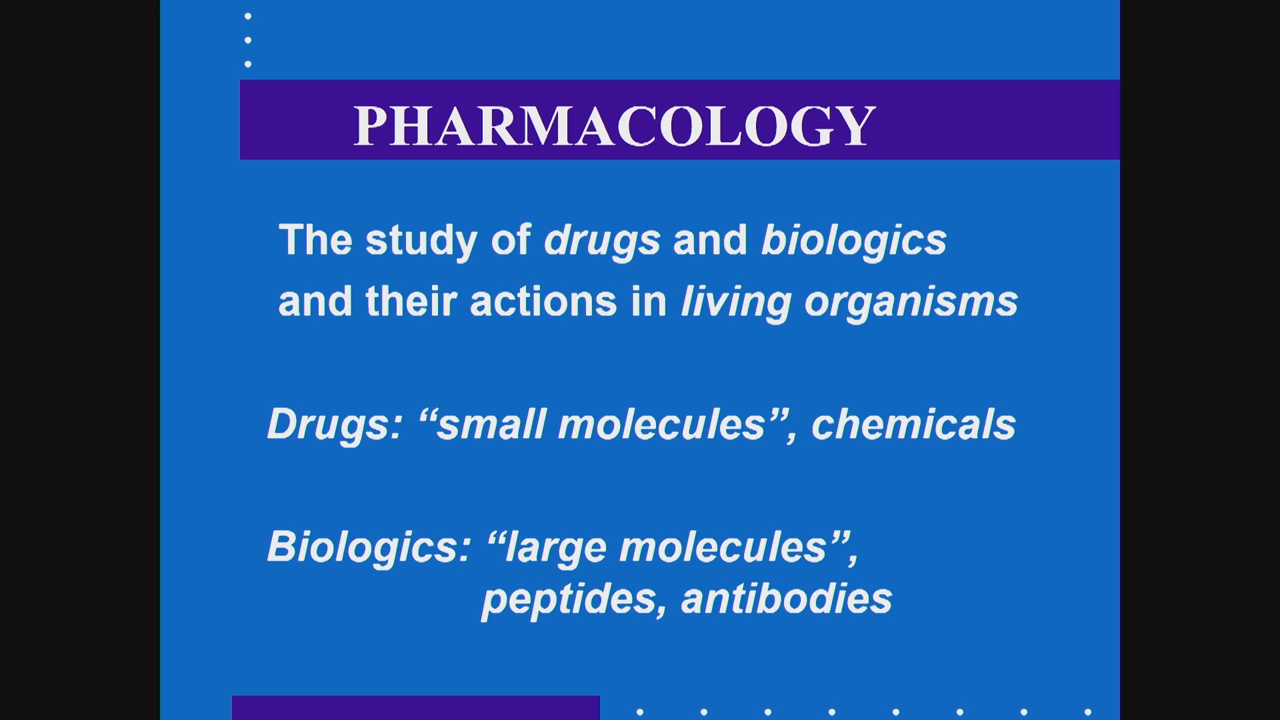 PHARMACOLOGY
The study of drugs and biologics
and their actions in living organisms
Drugs: “small molecules”, chemicals
Biologics: “large molecules”,
peptides, antibodies